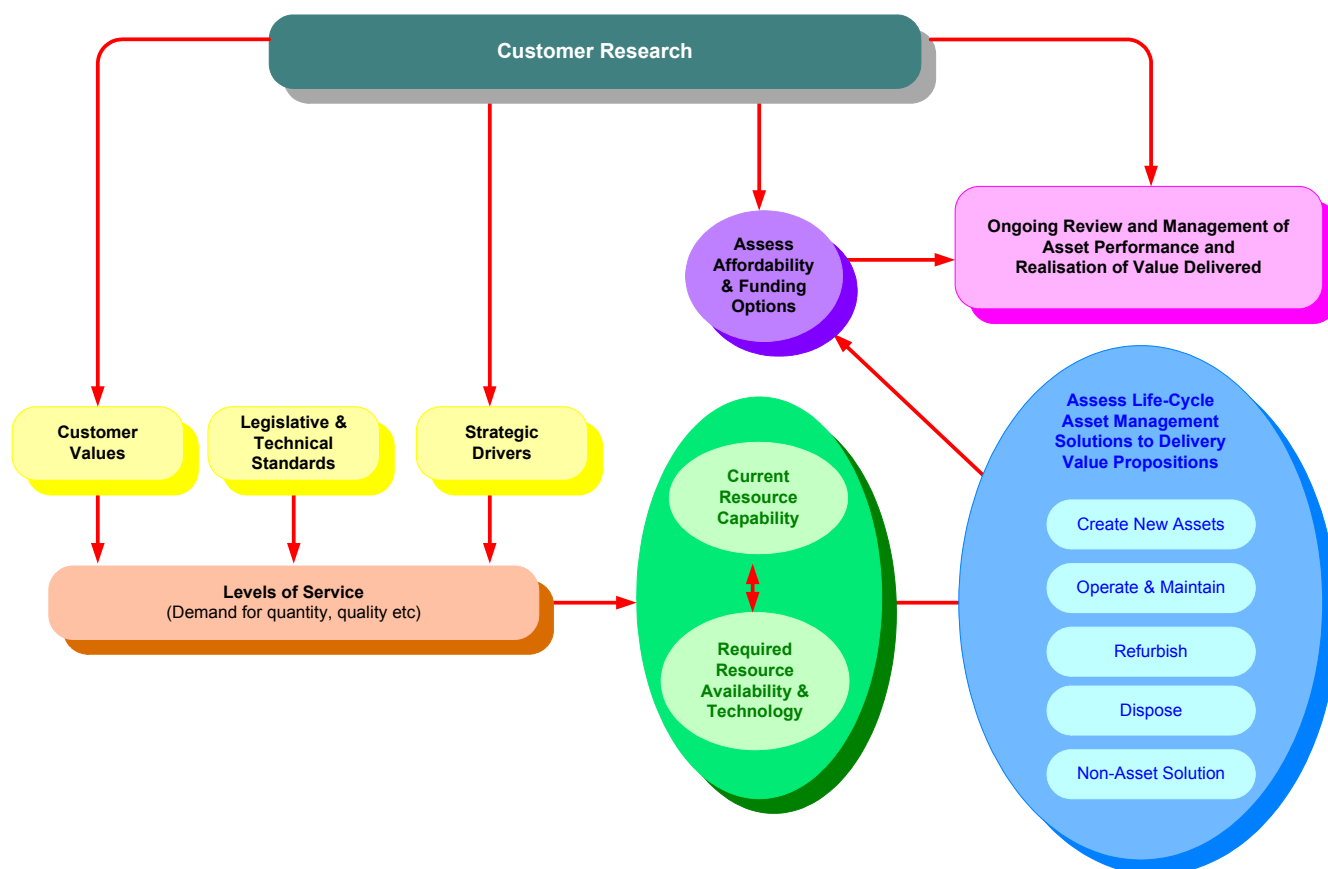 Customer Research
Ongoing Review and Management of
Asset Performance and
Realisation of Value Delivered
Assess
Affordability
& Funding
Options
Customer
Values
Legislative &
Technical
Standards
Strategic
Drivers
Levels of Service
(Demand for quantity, quality etc)
Current
Resource
Capability
Required
Resource
Availability &
Technology
Assess Life-Cycle
Asset Management
Solutions to Delivery
Value Propositions
Create New Assets
Operate & Maintain
Refurbish
Dispose
Non-Asset Solution